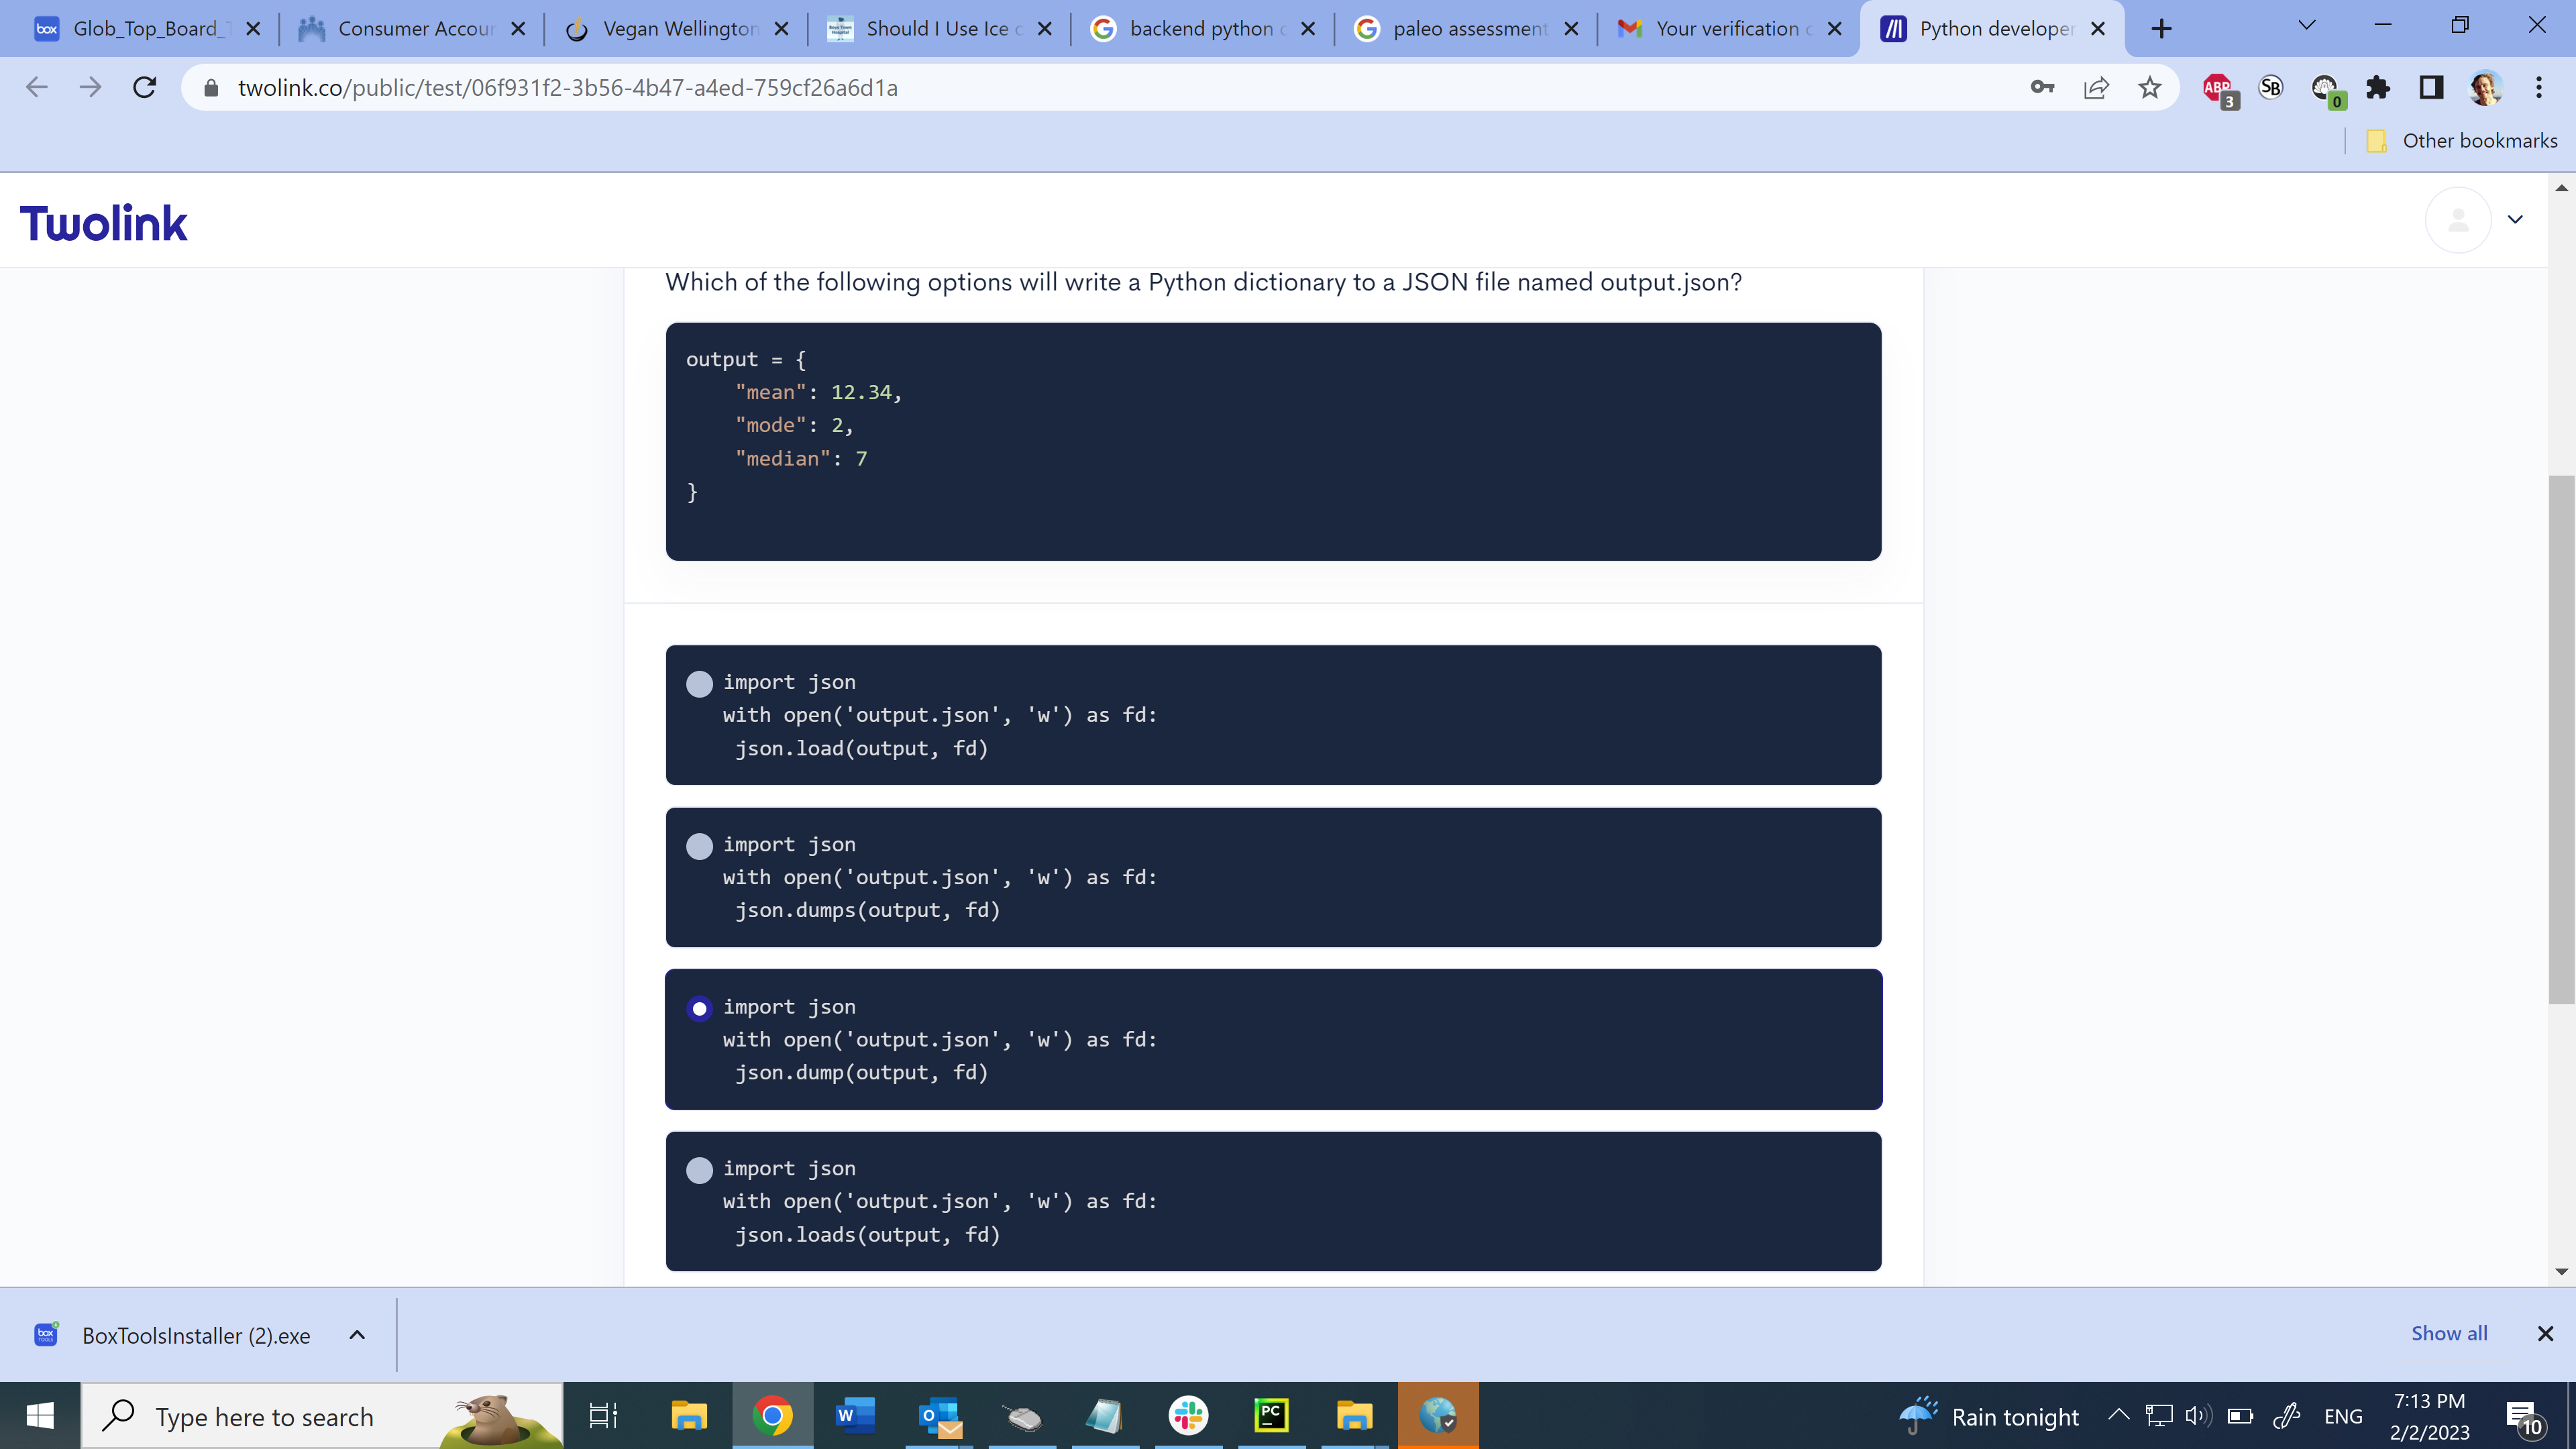 Glob_Top_Board_
Consumer Accour
Vegan Wellington
Should I Use Ice
backend python
paleo assessment
Your verification
Python developer
twolink.co/public/test/06f931f2-3b56-4b47-a4ed-759cf26a6d1a
ABP
3
SB
0
Other bookmarks
Twolink
Which of the following options will write a Python dictionary to a JSON file named output.json?
output = {
"mean": 12.34,
"mode": 2,
"median": 7
}
import json
with open('output.json', 'w') as fd:
json.load(output, fd)
import json
with open('output.json', 'w') as fd:
json.dumps(output, fd)
import json
with open('output.json', 'w') as fd:
json.dump(output, fd)
import json
with open('output.json', 'w') as fd:
json.loads(output, fd)
BoxToolsInstaller (2).exe
Show all
Type here to search
Rain tonight
ENG
7:13 PM
2/2/2023
10